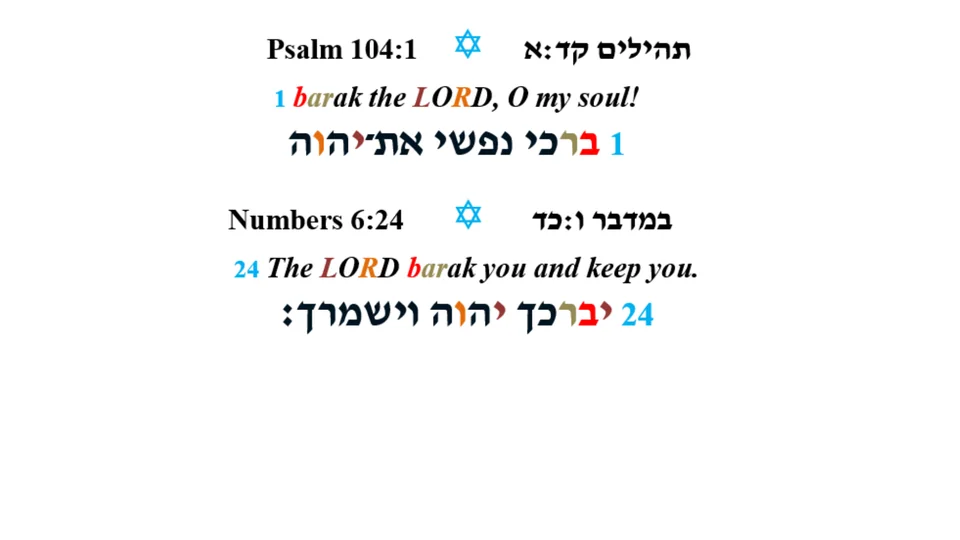 Psalm 104:1 ✡ תהילים קד:א
1 barak the LORD, O my soul!
1 ברכי נפשי את־יהוה
Numbers 6:24 ✡ במדבר ו:כד
24 The LORD barak you and keep you.
24 יברכך יהוה וישמרך: